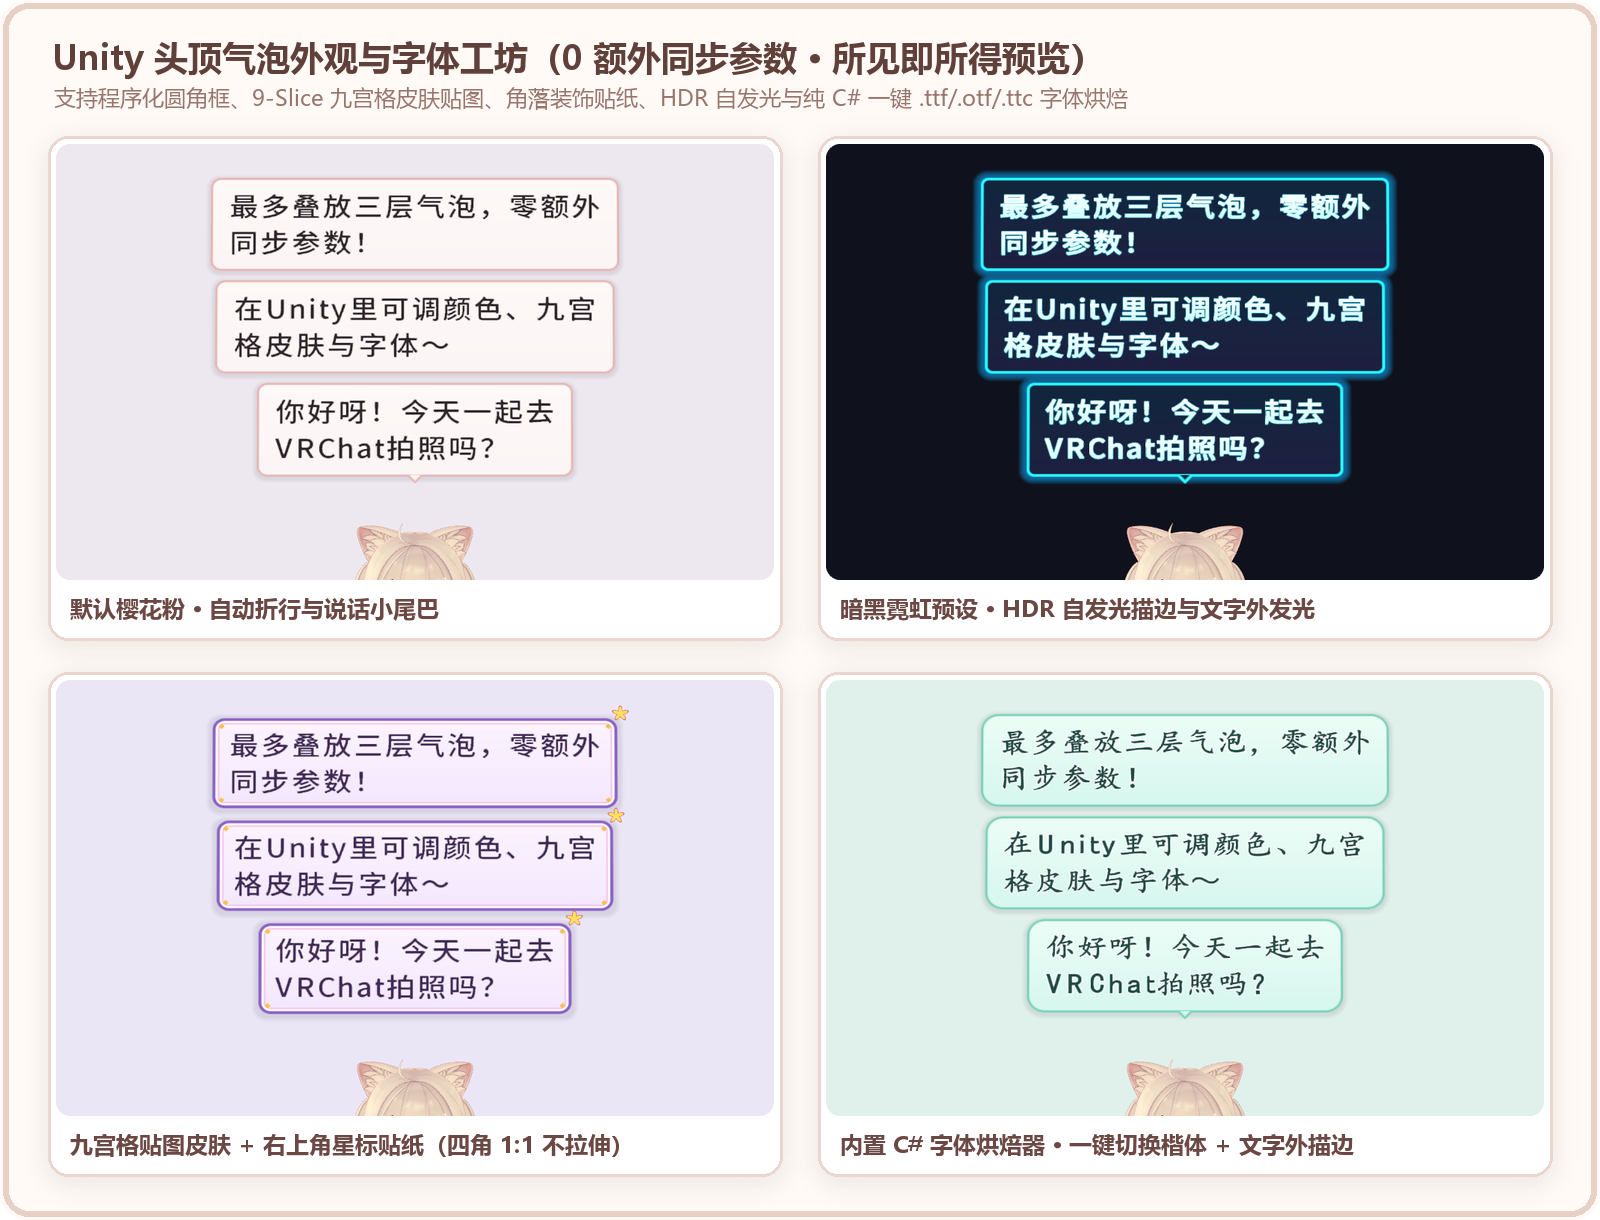 Unity 头顶气泡外观与字体工坊（0 额外同步参数 • 所见即所得预览）
支持程序化圆角框、9-Slice 九宫格皮肤贴图、角落装饰贴纸、HDR 自发光与纯 C# 一键 .ttf/.otf/.ttc 字体烘焙
最多叠放三层气泡，零额外
同步参数！
在Unity里可调颜色、九宫
格皮肤与字体～
你好呀！今天一起去
VRChat拍照吗？
默认樱花粉 • 自动折行与说话小尾巴
最多叠放三层气泡，零额外
同步参数！
在Unity里可调颜色、九宫
格皮肤与字体～
你好呀！今天一起去
VRChat拍照吗？
暗黑霓虹预设 • HDR 自发光描边与文字外发光
最多叠放三层气泡，零额外
同步参数！
在Unity里可调颜色、九宫
格皮肤与字体～
你好呀！今天一起去
VRChat拍照吗？
九宫格贴图皮肤 + 右上角星标贴纸（四角 1:1 不拉伸）
最多叠放三层气泡，零额外
同步参数！
在Unity里可调颜色、九宫
格皮肤与字体～
你好呀！今天一起去
VRChat拍照吗？
内置 C# 字体烘焙器 • 一键切换楷体 + 文字外描边